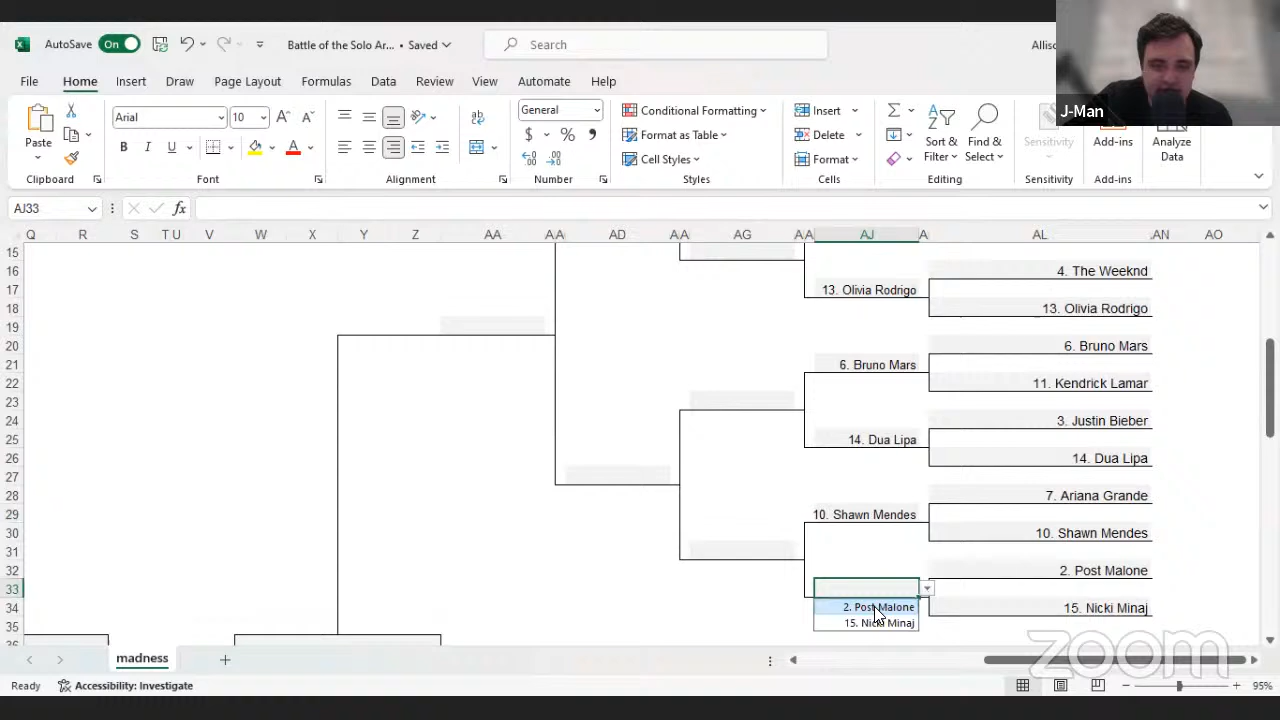 AutoSave On Battle of the Solo Ar... • Saved Search Allis
J-Man
File Home Insert Draw Page Layout Formulas Data Review View Automate Help
Paste
Clipboard
Arial 10
B I U
Font
Alignment
General
$ % 9
Number
Conditional Formatting
Format as Table
Cell Styles
Styles
Insert
Delete
Format
Cells
Sort & Filter
Find & Select
Editing
Sensitivity
Sensitivity
Add-ins
Add-ins
Analyze Data
AJ33 fx
Q R S T U V W X Y Z AA AA AD AA AG AA AJ A AL AN AO
15
16 4. The Weeknd
17 13. Olivia Rodrigo
18 13. Olivia Rodrigo
19
20 6. Bruno Mars
21 6. Bruno Mars
22 11. Kendrick Lamar
23
24 3. Justin Bieber
25 14. Dua Lipa
26 14. Dua Lipa
27
28 7. Ariana Grande
29 10. Shawn Mendes
30 10. Shawn Mendes
31
32 2. Post Malone
33
34 2. Post Malone 15. Nicki Minaj
15. Nicki Minaj
35
36
madness
zoom
Ready Accessibility: Investigate 95%